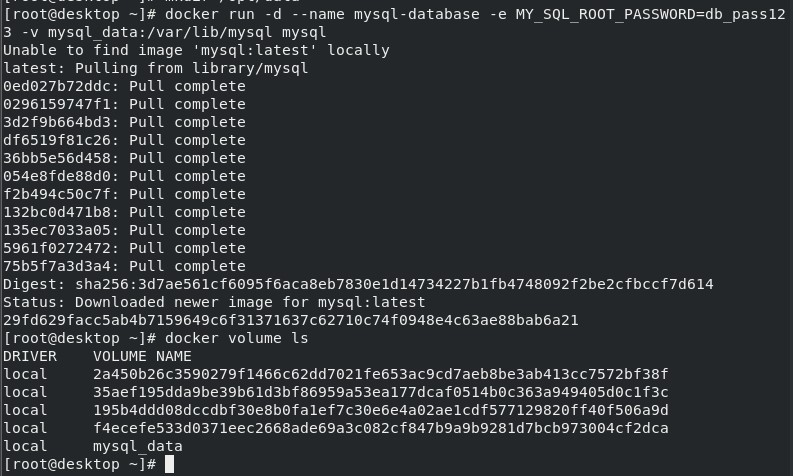 [root@desktop ~]# docker run -d --name mysql-database -e MY_SQL_ROOT_PASSWORD=db_pass12
3 -v mysql_data:/var/lib/mysql mysql
Unable to find image 'mysql:latest' locally
latest: Pulling from library/mysql
0ed027b72ddc: Pull complete
0296159747f1: Pull complete
3d2f9b664bd3: Pull complete
df6519f81c26: Pull complete
36bb5e56d458: Pull complete
054e8fde88d0: Pull complete
f2b494c50c7f: Pull complete
132bc0d471b8: Pull complete
135ec7033a05: Pull complete
5961f0272472: Pull complete
75b5f7a3d3a4: Pull complete
Digest: sha256:3d7ae561cf6095f6aca8eb7830e1d14734227b1fb4748092f2be2cfbccf7d614
Status: Downloaded newer image for mysql:latest
29fd629facc5ab4b7159649c6f31371637c62710c74f0948e4c63ae88bab6a21
[root@desktop ~]# docker volume ls
DRIVER    VOLUME NAME
local     2a450b26c3590279f1466c62dd7021fe653ac9cd7aeb8be3ab413cc7572bf38f
local     35aef195dda9be39b61d3bf86959a53ea177dcaf0514b0c363a949405d0c1f3c
local     195b4ddd08dccdbf30e8b0fa1ef7c30e6e4a02ae1cdf577129820ff40f506a9d
local     f4ecefe533d0371eec2668ade69a3c082cf847b9a9b9281d7bcb973004cf2dca
local     mysql_data
[root@desktop ~]#